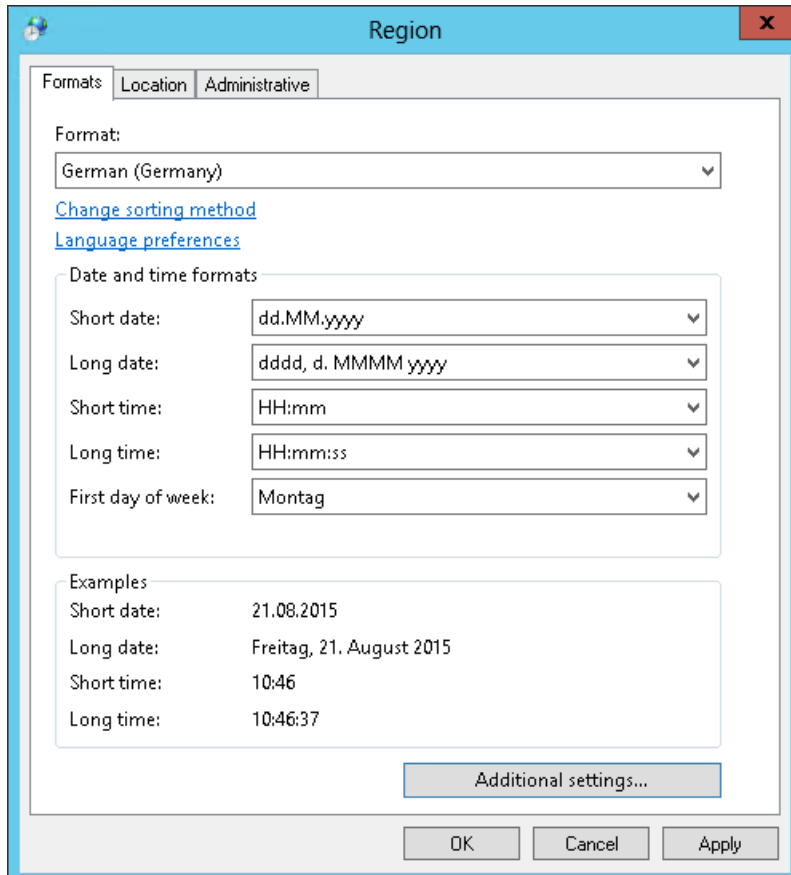 Region
x
Formats Location Administrative
Format:
German (Germany)
Change sorting method
Language preferences
Date and time formats
Short date: dd.MM.yyyy
Long date: dddd, d. MMMM yyyy
Short time: HH:mm
Long time: HH:mm:ss
First day of week: Montag
Examples
Short date: 21.08.2015
Long date: Freitag, 21. August 2015
Short time: 10:46
Long time: 10:46:37
Additional settings...
OK Cancel Apply